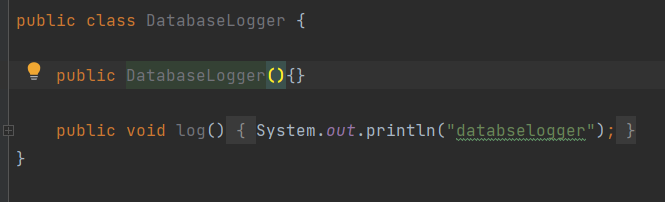 public class DatabaseLogger {
public DatabaseLogger(){}
public void log() { System.out.println("databselogger"); }
}